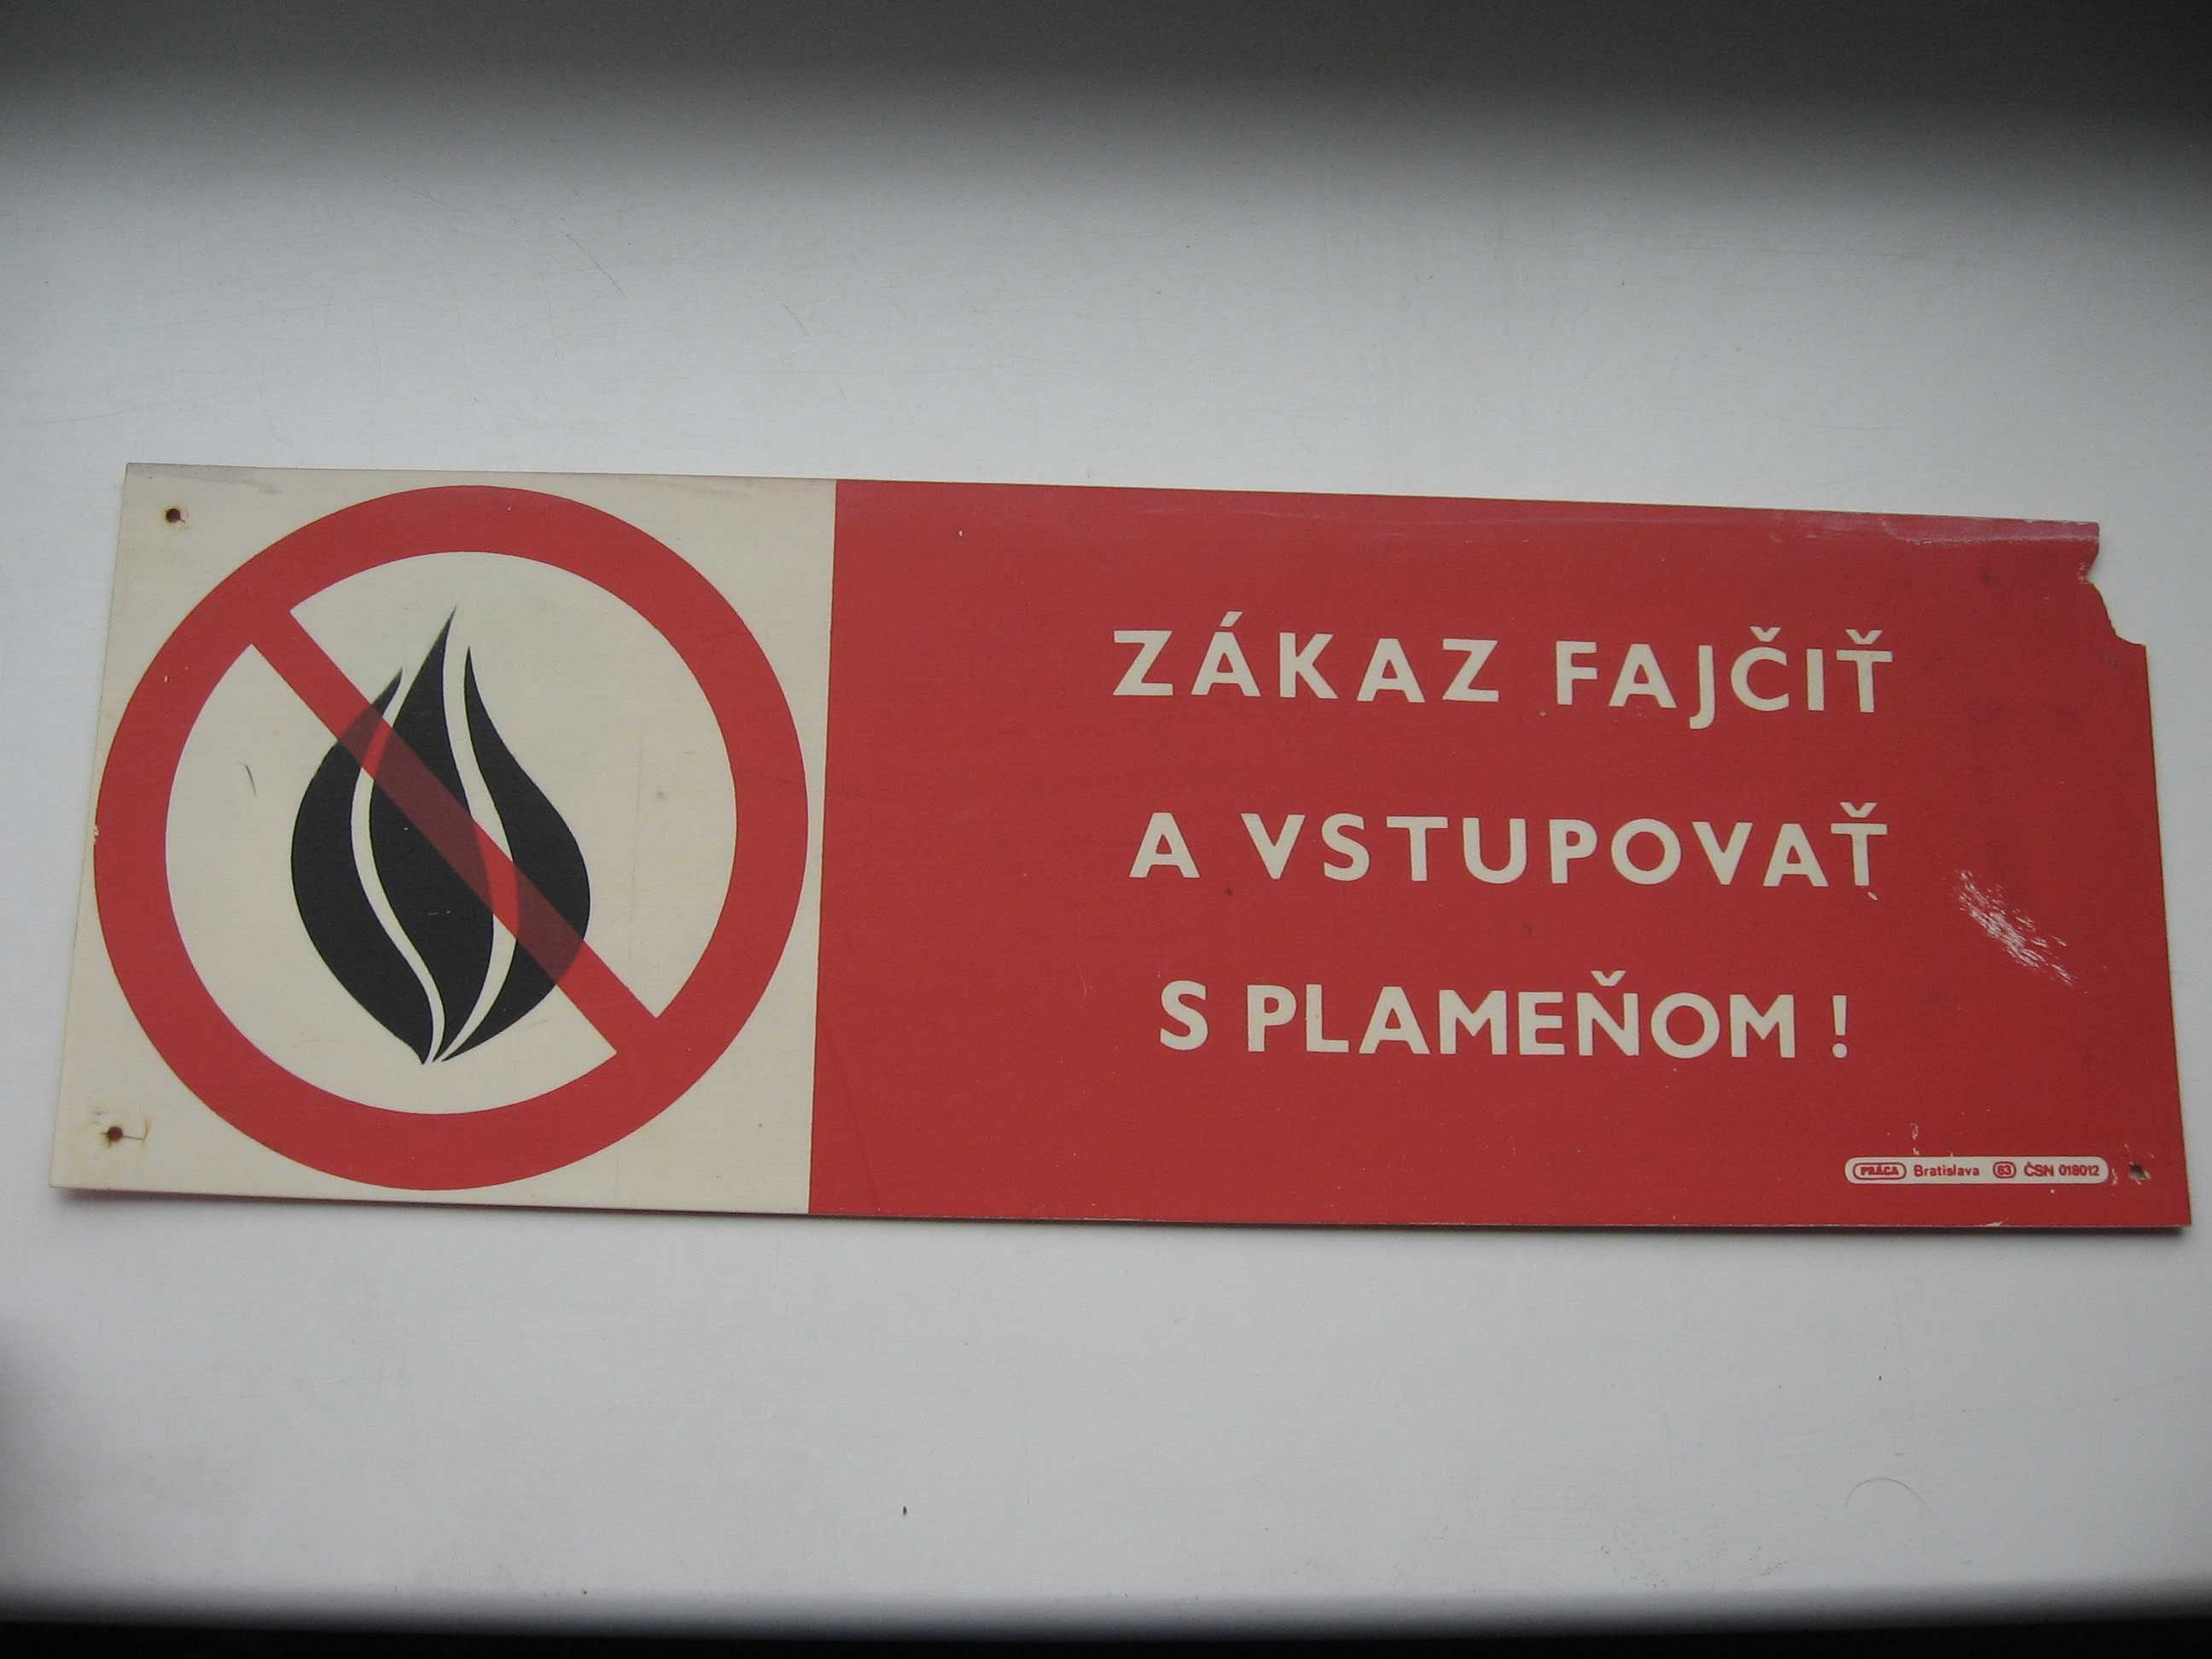 ZÁKAZ FAJČIŤ
A VSTUPOVAŤ
S PLAMEŇOM !
PRÁCA Bratislava 63 ČSN 018012